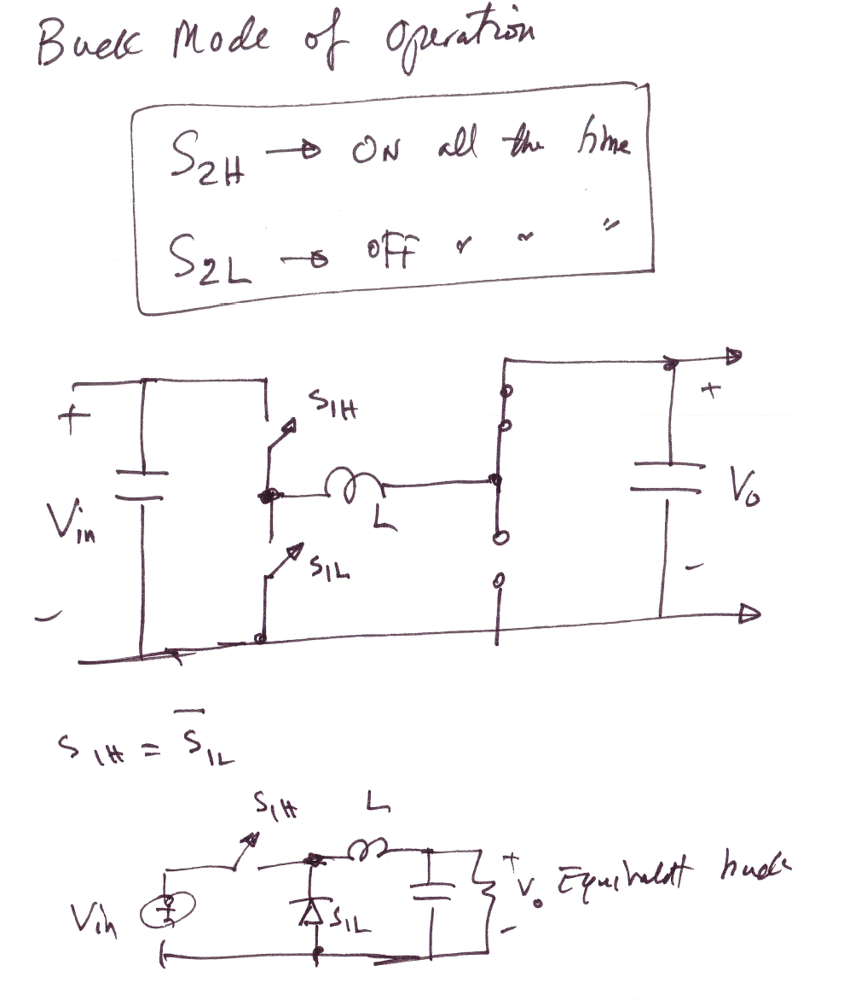 Buck Mode of operation
S2H → ON all the time
S2L → OFF " " "
S1H
+ +
Vin L Vo
S1L
- -
S1H = S̅1L
S1H L
+
Vin S1L Vo Equivalent buck
-